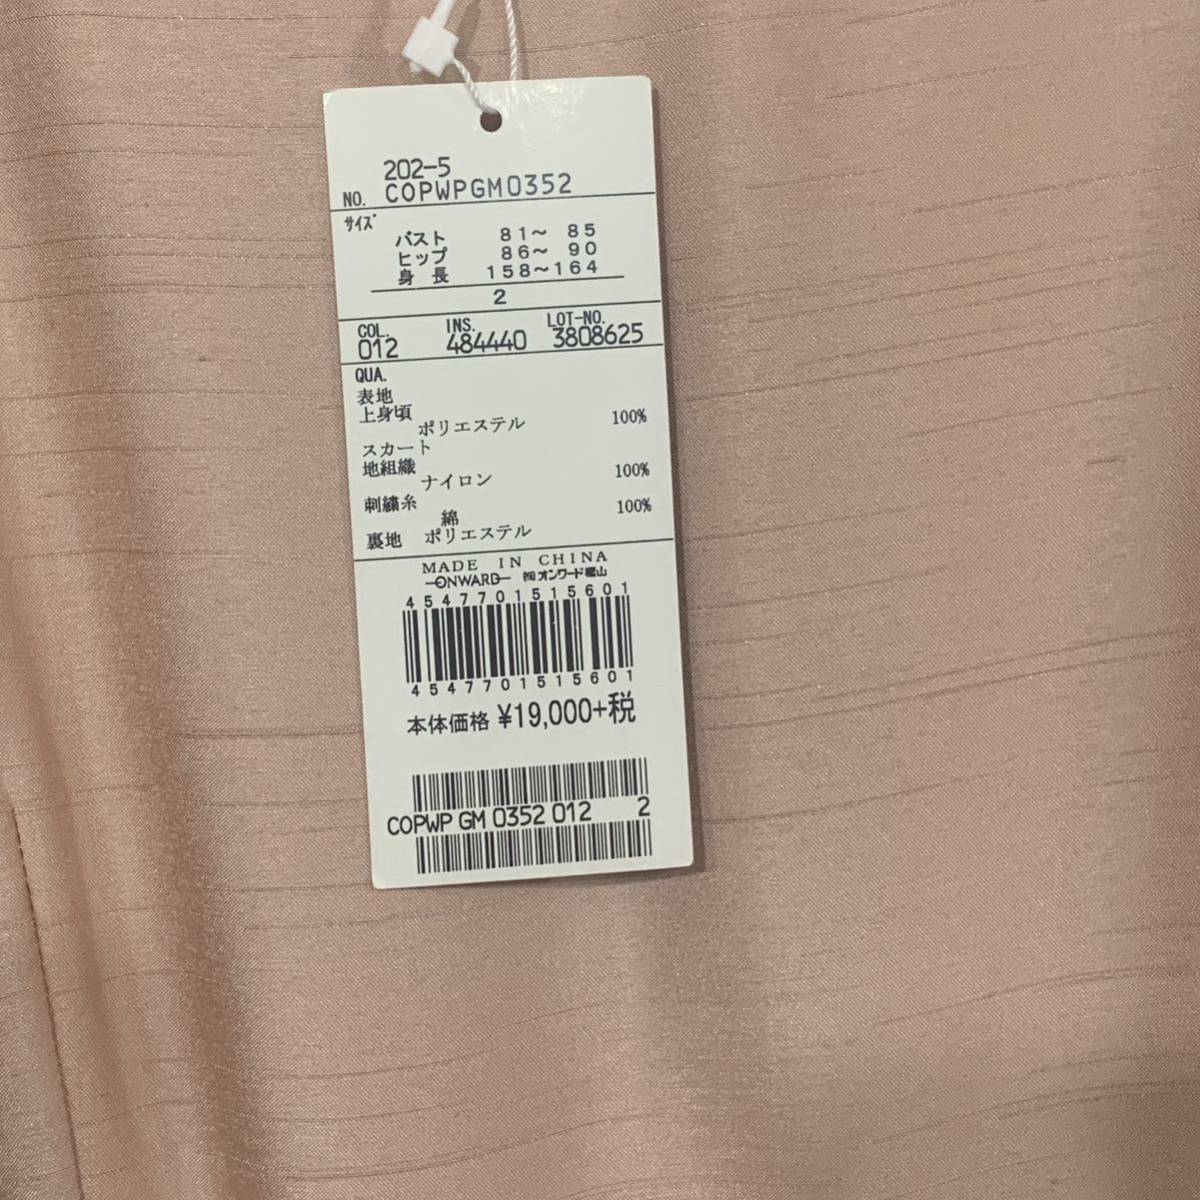 202-5
NO. COPWPGM0352
サイズ
バスト 81〜 85
ヒップ 86〜 90
身長 158〜164
2
COL. INS. LOT-NO.
012 484440 3808625
QUA.
表地
上身頃
ポリエステル 100%
スカート
地組織
ナイロン 100%
刺繍糸
綿 100%
裏地 ポリエステル
MADE IN CHINA
ONWARD ㈱オンワード樫山
4547701515601
4547701515601
本体価格 ¥19,000+税
COPWP GM 0352 012 2